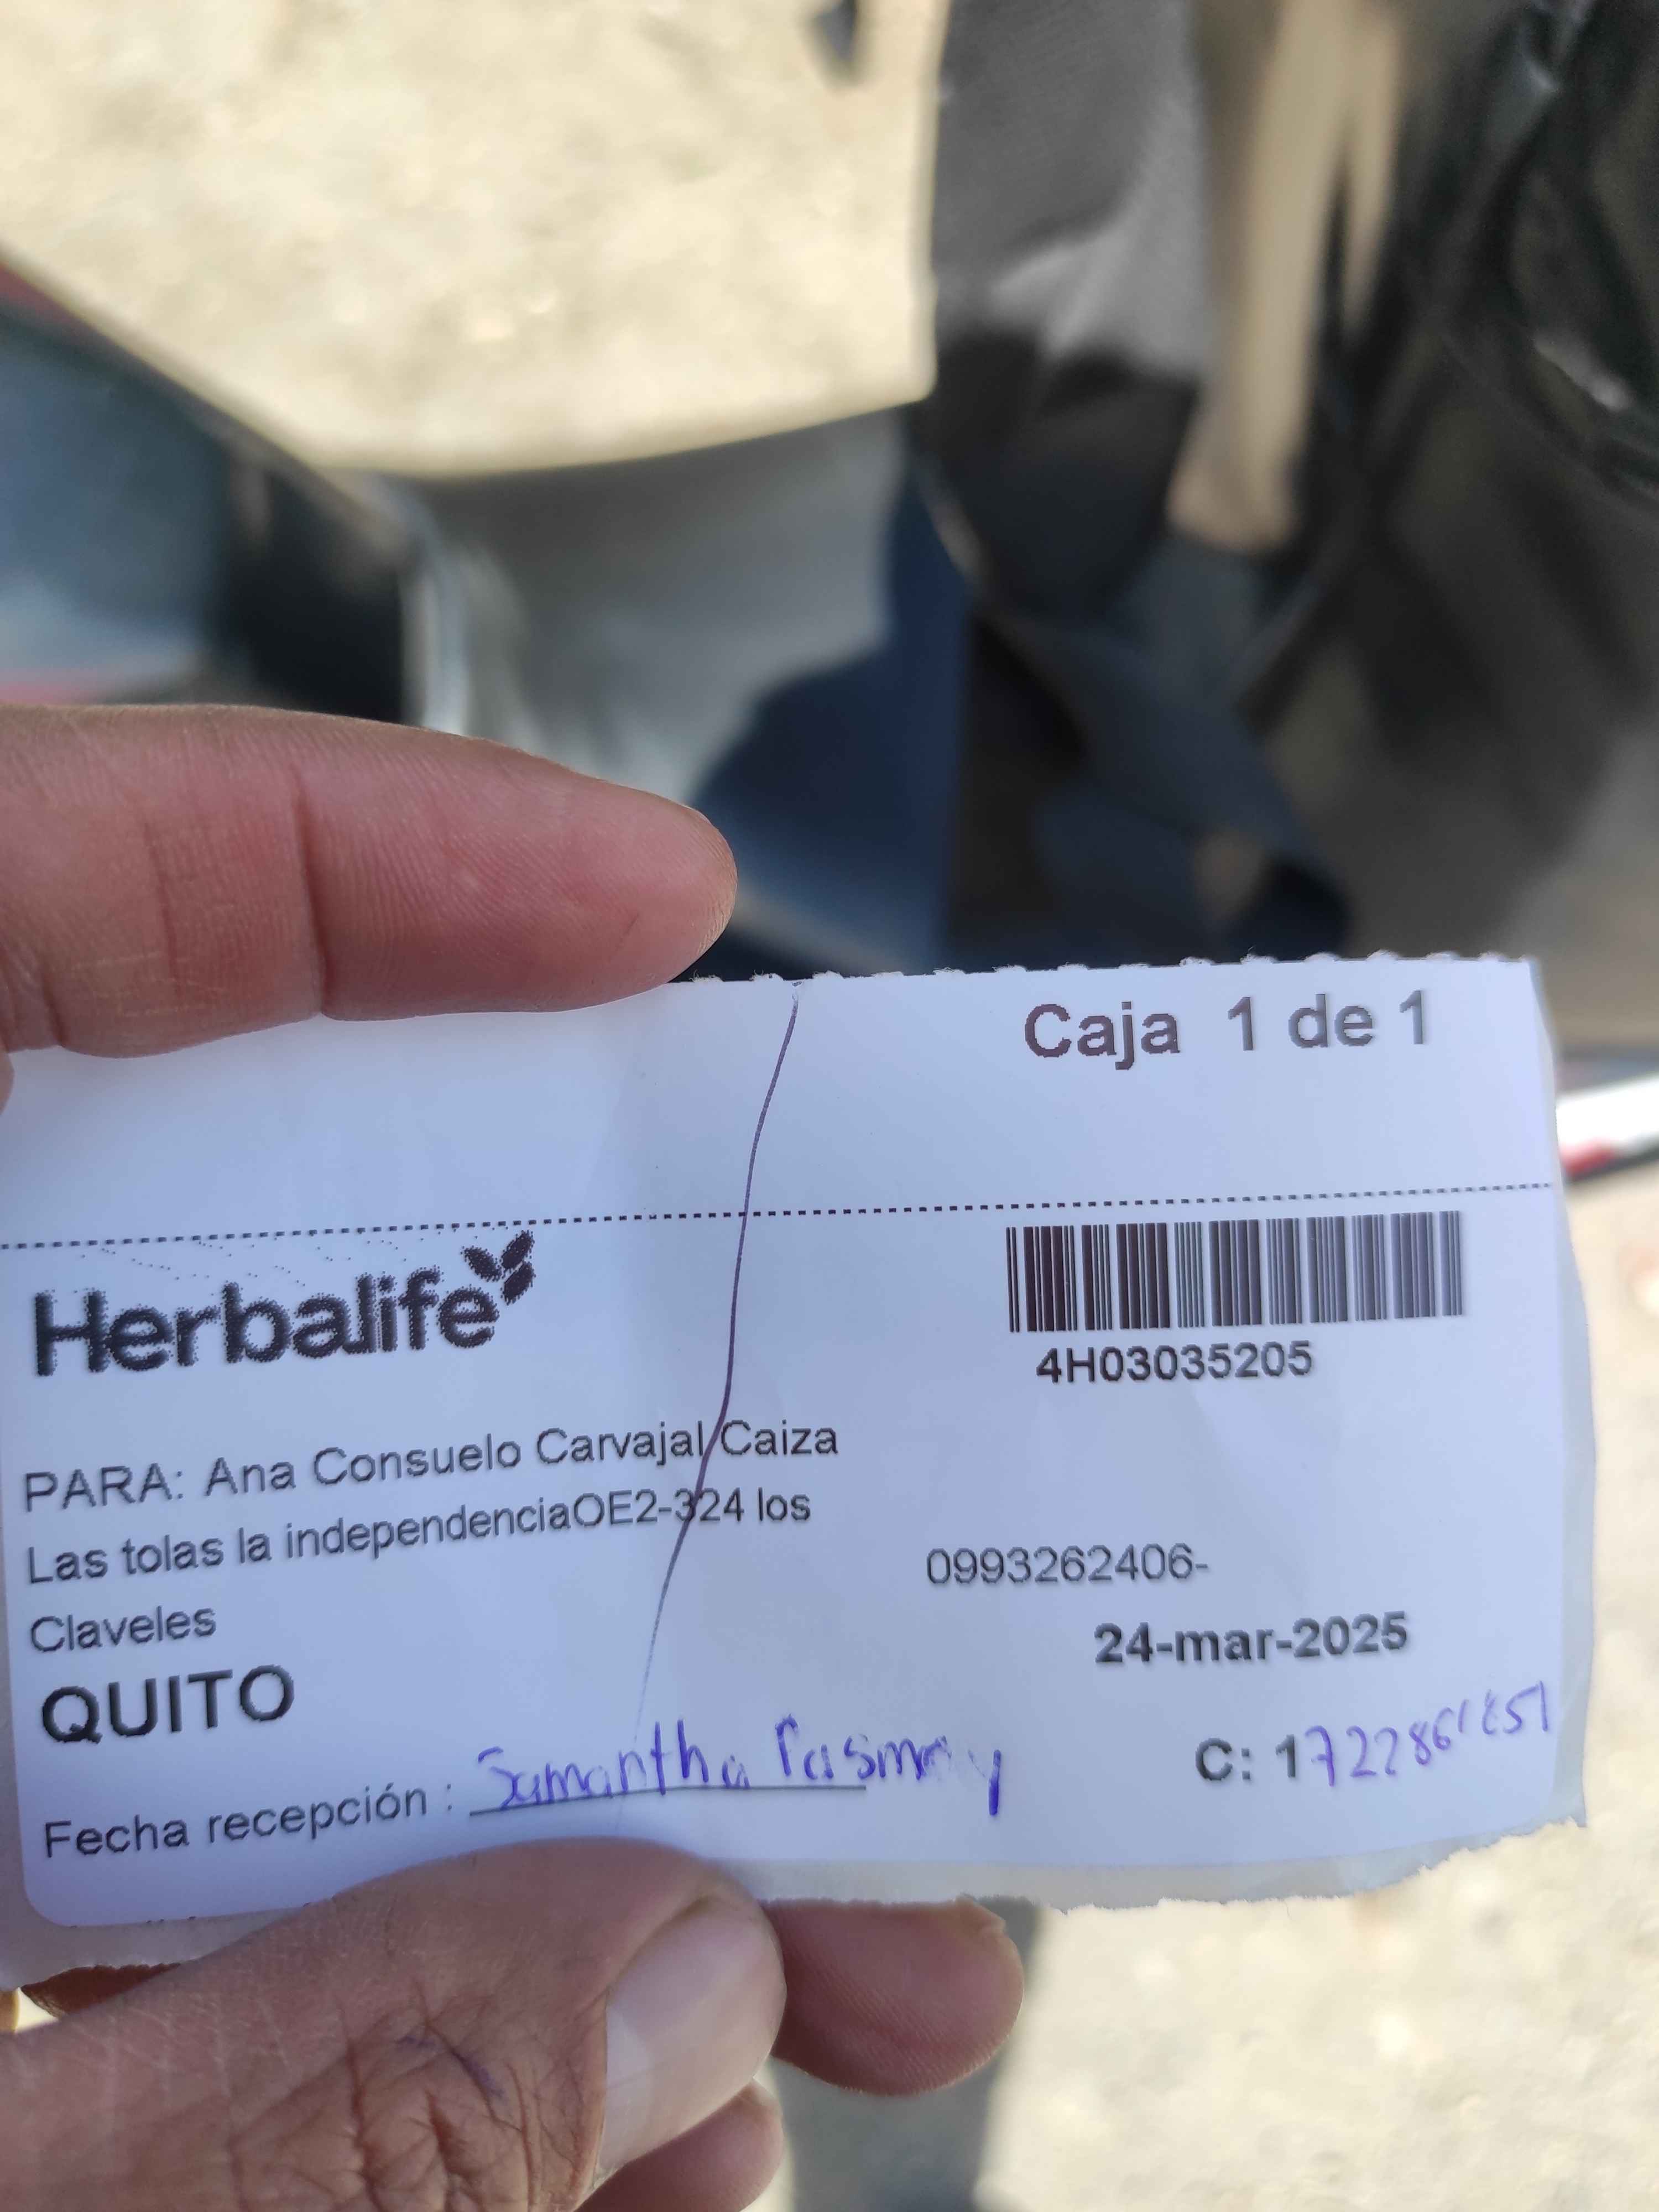 Caja 1 de 1
Herbalife
4H03035205
PARA: Ana Consuelo Carvajal Caiza
Las tolas la independenciaOE2-324 los
Claveles
0993262406-
QUITO
24-mar-2025
Fecha recepción : Samantha
C: 1